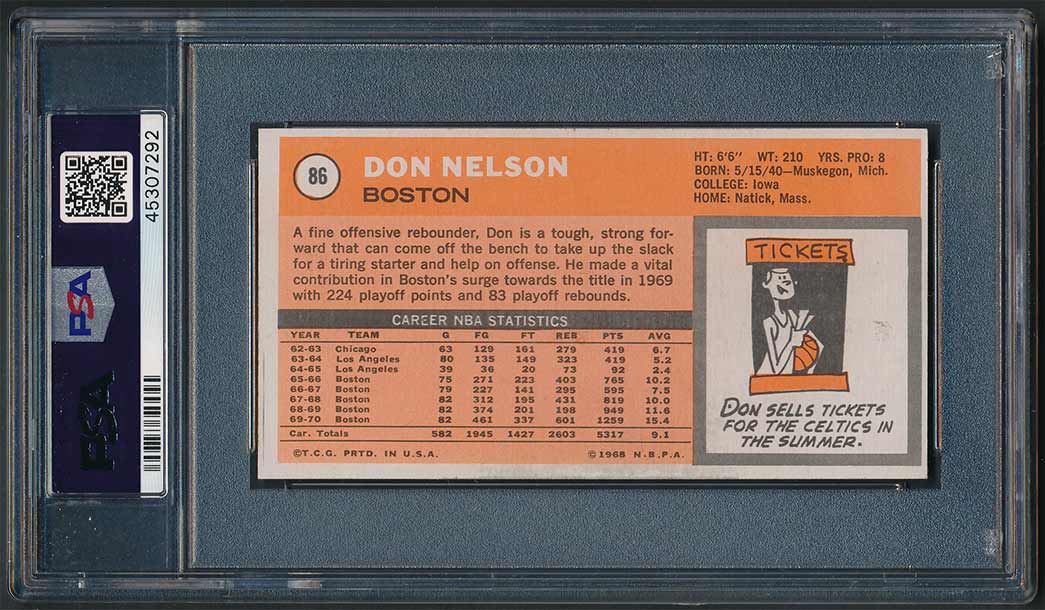 45307292
PSA
PSA
86
DON NELSON
BOSTON
HT: 6'6" WT: 210 YRS. PRO: 8
BORN: 5/15/40—Muskegon, Mich.
COLLEGE: Iowa
HOME: Natick, Mass.
A fine offensive rebounder, Don is a tough, strong for-
ward that can come off the bench to take up the slack
for a tiring starter and help on offense. He made a vital
contribution in Boston's surge towards the title in 1969
with 224 playoff points and 83 playoff rebounds.
CAREER NBA STATISTICS
YEAR TEAM G FG FT REB PTS AVG
62-63 Chicago 63 129 161 279 419 6.7
63-64 Los Angeles 80 135 149 323 419 5.2
64-65 Los Angeles 39 36 20 73 92 2.4
65-66 Boston 75 271 223 403 765 10.2
66-67 Boston 79 227 141 295 595 7.5
67-68 Boston 82 312 195 431 819 10.0
68-69 Boston 82 374 201 198 949 11.6
69-70 Boston 82 461 337 601 1259 15.4
Car. Totals 582 1945 1427 2603 5317 9.1
©T.C.G. PRTD. IN U.S.A. ©1968 N.B.P.A.
TICKETS
DON SELLS TICKETS
FOR THE CELTICS IN
THE SUMMER.